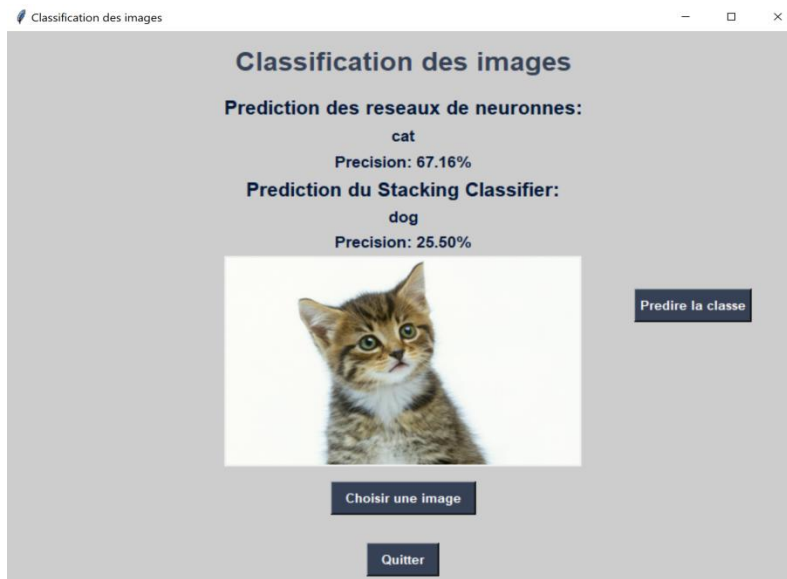 Classification des images
Classification des images
Prediction des reseaux de neuronnes:
cat
Precision: 67.16%
Prediction du Stacking Classifier:
dog
Precision: 25.50%
Predire la classe
Choisir une image
Quitter